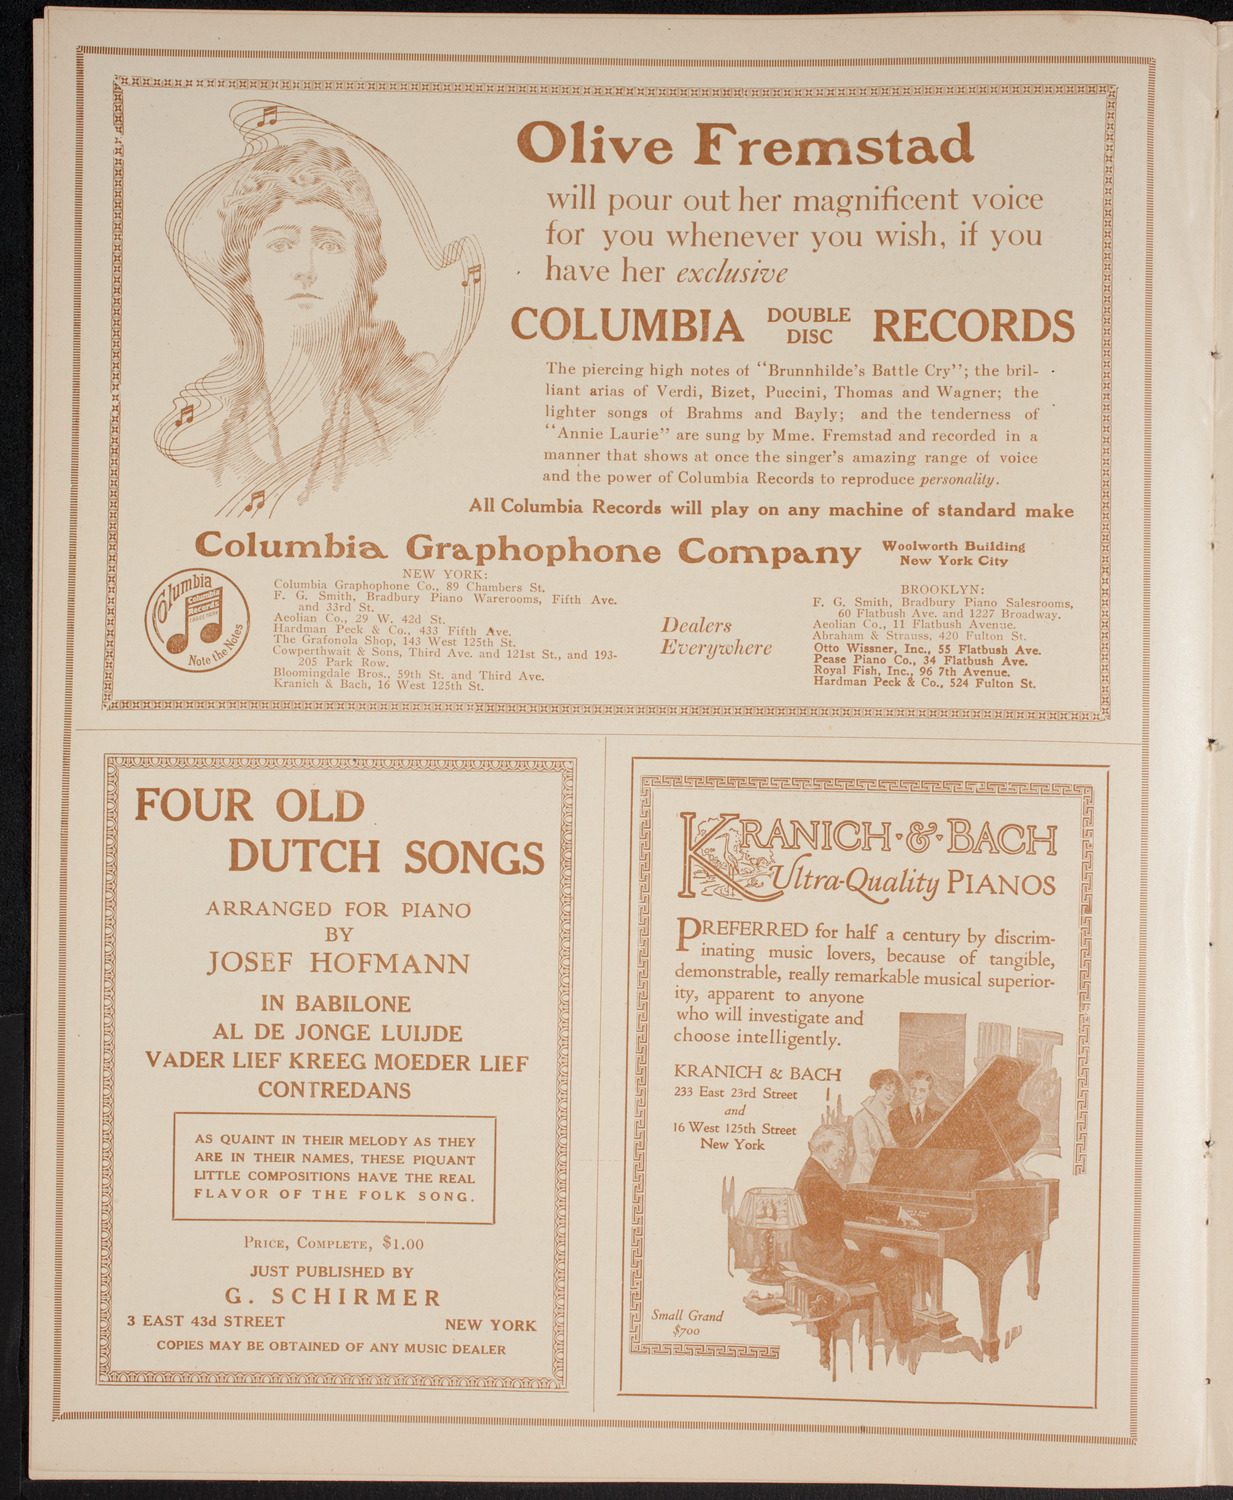 Olive Fremstad
will pour out her magnificent voice
for you whenever you wish, if you
have her exclusive
COLUMBIA DOUBLE DISC RECORDS
The piercing high notes of "Brunnhilde's Battle Cry"; the bril-
liant arias of Verdi, Bizet, Puccini, Thomas and Wagner; the
lighter songs of Brahms and Bayly; and the tenderness of
"Annie Laurie" are sung by Mme. Fremstad and recorded in a
manner that shows at once the singer's amazing range of voice
and the power of Columbia Records to reproduce personality.
All Columbia Records will play on any machine of standard make
Columbia Graphophone Company
Woolworth Building
New York City
Columbia
Columbia
Records
Note the Notes
NEW YORK:
Columbia Graphophone Co., 89 Chambers St.
F. G. Smith, Bradbury Piano Warerooms, Fifth Ave.
and 33rd St.
Aeolian Co., 29 W. 42d St.
Hardman Peck & Co., 433 Fifth Ave.
The Grafonola Shop, 143 West 125th St.
Cowperthwait & Sons, Third Ave. and 121st St., and 193-
205 Park Row.
Bloomingdale Bros., 59th St. and Third Ave.
Kranich & Bach, 16 West 125th St.
Dealers
Everywhere
BROOKLYN:
F. G. Smith, Bradbury Piano Salesrooms,
60 Flatbush Ave. and 1227 Broadway.
Aeolian Co., 11 Flatbush Avenue.
Abraham & Strauss, 420 Fulton St.
Otto Wissner, Inc., 55 Flatbush Ave.
Pease Piano Co., 34 Flatbush Ave.
Royal Fish, Inc., 96 7th Avenue.
Hardman Peck & Co., 524 Fulton St.
FOUR OLD
DUTCH SONGS
ARRANGED FOR PIANO
BY
JOSEF HOFMANN
IN BABILONE
AL DE JONGE LUIJDE
VADER LIEF KREEG MOEDER LIEF
CONTREDANS
AS QUAINT IN THEIR MELODY AS THEY
ARE IN THEIR NAMES, THESE PIQUANT
LITTLE COMPOSITIONS HAVE THE REAL
FLAVOR OF THE FOLK SONG.
PRICE, COMPLETE, $1.00
JUST PUBLISHED BY
G. SCHIRMER
3 EAST 43d STREET NEW YORK
COPIES MAY BE OBTAINED OF ANY MUSIC DEALER
KRANICH·&·BACH
Ultra-Quality PIANOS
PREFERRED for half a century by discrim-
inating music lovers, because of tangible,
demonstrable, really remarkable musical superior-
ity, apparent to anyone
who will investigate and
choose intelligently.
KRANICH & BACH
233 East 23rd Street
and
16 West 125th Street
New York
Small Grand
$700